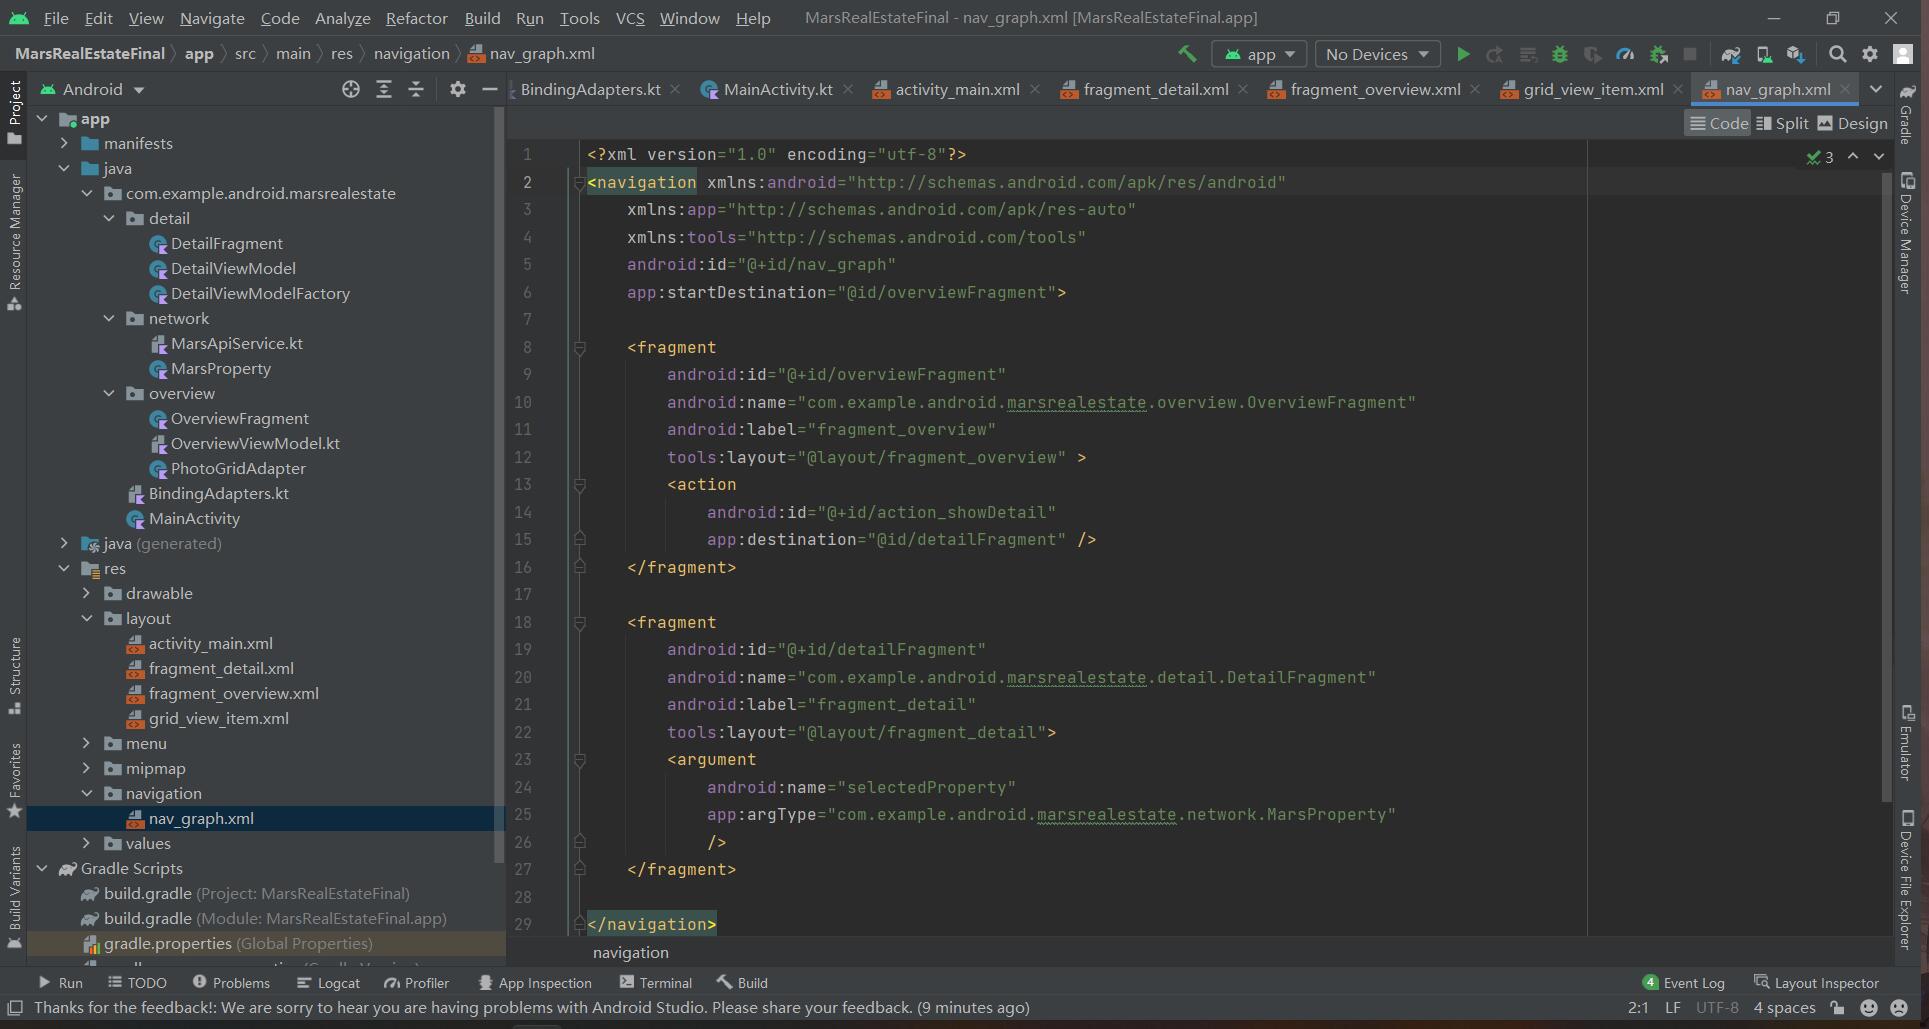 File Edit View Navigate Code Analyze Refactor Build Run Tools VCS Window Help MarsRealEstateFinal - nav_graph.xml [MarsRealEstateFinal.app]
MarsRealEstateFinal app src main res navigation nav_graph.xml app No Devices
Android BindingAdapters.kt MainActivity.kt activity_main.xml fragment_detail.xml fragment_overview.xml grid_view_item.xml nav_graph.xml
Code Split Design
Project
Resource Manager
Structure
Favorites
Build Variants
app
manifests
java
com.example.android.marsrealestate
detail
DetailFragment
DetailViewModel
DetailViewModelFactory
network
MarsApiService.kt
MarsProperty
overview
OverviewFragment
OverviewViewModel.kt
PhotoGridAdapter
BindingAdapters.kt
MainActivity
java (generated)
res
drawable
layout
activity_main.xml
fragment_detail.xml
fragment_overview.xml
grid_view_item.xml
menu
mipmap
navigation
nav_graph.xml
values
Gradle Scripts
build.gradle (Project: MarsRealEstateFinal)
build.gradle (Module: MarsRealEstateFinal.app)
gradle.properties (Global Properties)
3
1 <?xml version="1.0" encoding="utf-8"?>
2 <navigation xmlns:android="http://schemas.android.com/apk/res/android"
3 xmlns:app="http://schemas.android.com/apk/res-auto"
4 xmlns:tools="http://schemas.android.com/tools"
5 android:id="@+id/nav_graph"
6 app:startDestination="@id/overviewFragment">
7
8 <fragment
9 android:id="@+id/overviewFragment"
10 android:name="com.example.android.marsrealestate.overview.OverviewFragment"
11 android:label="fragment_overview"
12 tools:layout="@layout/fragment_overview" >
13 <action
14 android:id="@+id/action_showDetail"
15 app:destination="@id/detailFragment" />
16 </fragment>
17
18 <fragment
19 android:id="@+id/detailFragment"
20 android:name="com.example.android.marsrealestate.detail.DetailFragment"
21 android:label="fragment_detail"
22 tools:layout="@layout/fragment_detail">
23 <argument
24 android:name="selectedProperty"
25 app:argType="com.example.android.marsrealestate.network.MarsProperty"
26 />
27 </fragment>
28
29 </navigation>
navigation
Gradle
Device Manager
Emulator
Device File Explorer
Run TODO Problems Logcat Profiler App Inspection Terminal Build 4 Event Log Layout Inspector
Thanks for the feedback!: We are sorry to hear you are having problems with Android Studio. Please share your feedback. (9 minutes ago) 2:1 LF UTF-8 4 spaces